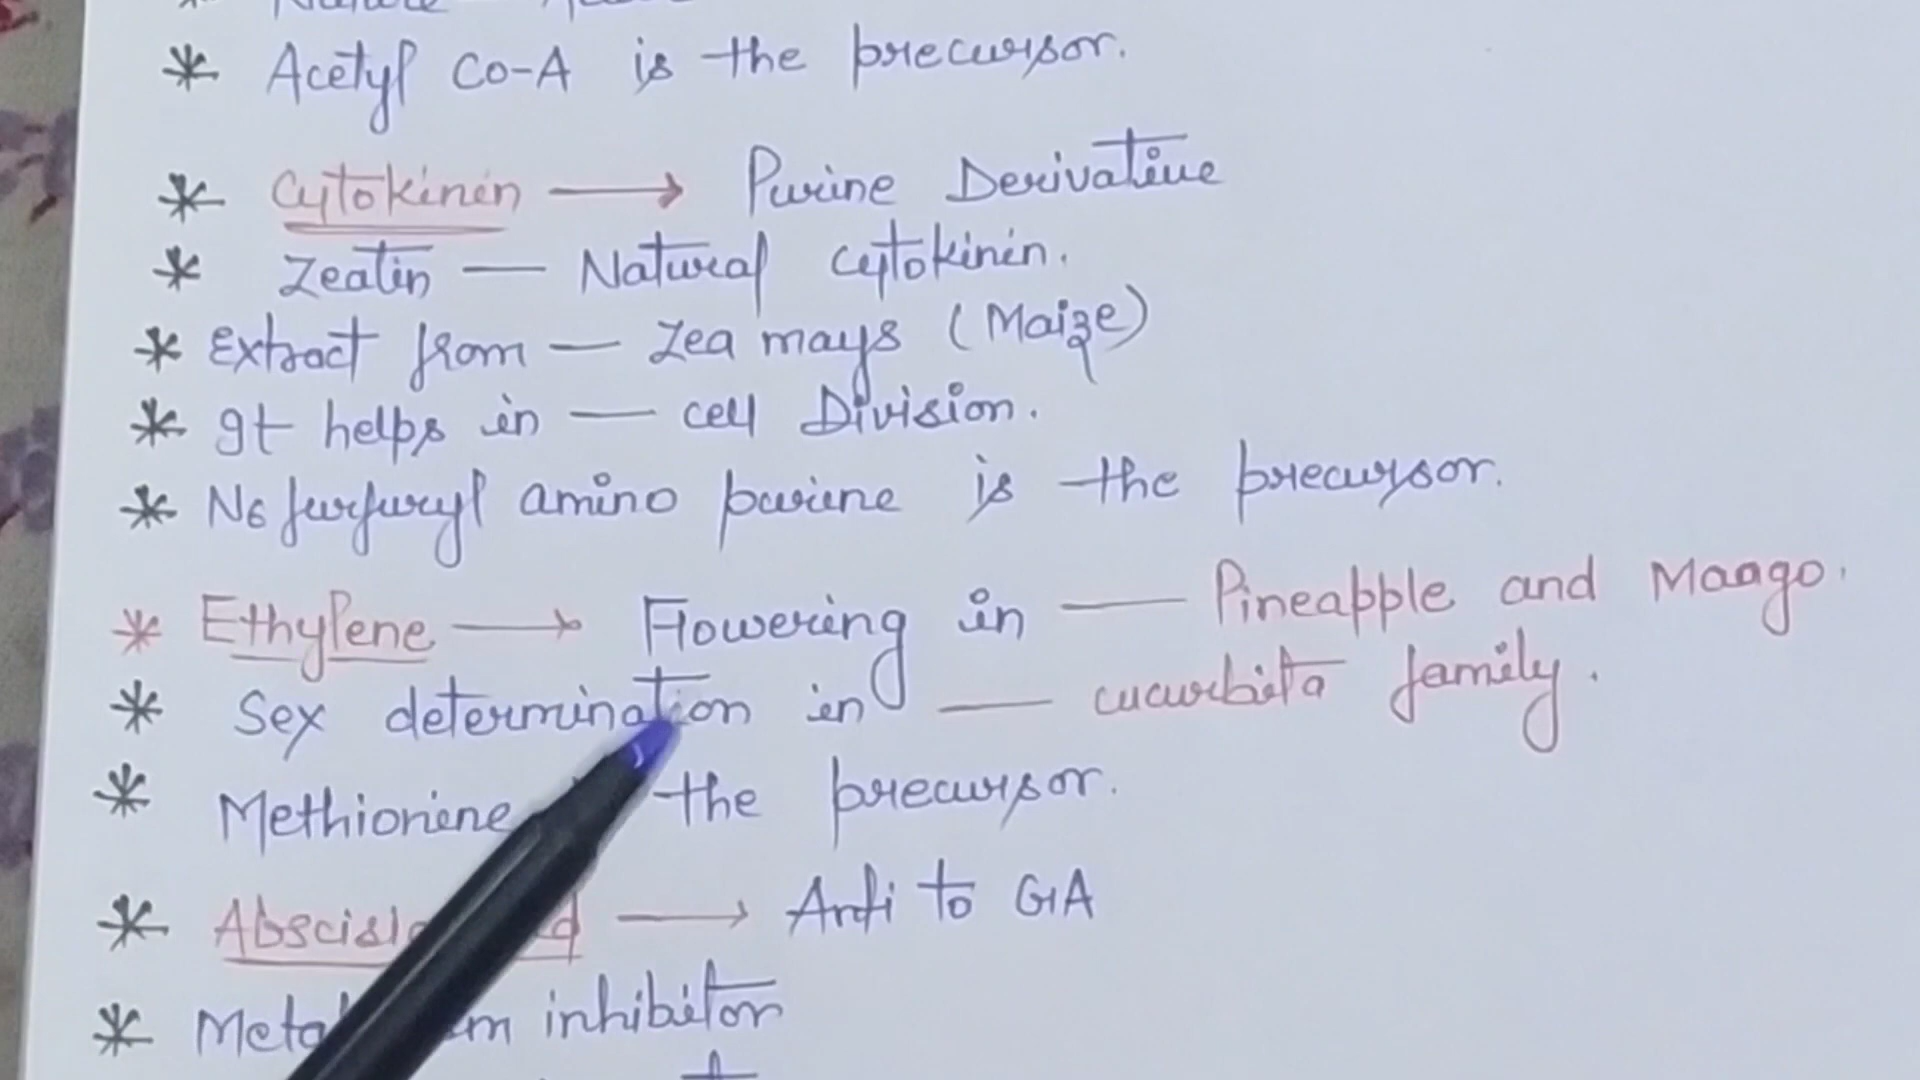 * Acetyl CO-A is the precursor.
* Cytokinin → Purine Derivative
* Zeatin — Natural cytokinin.
* Extract from — Zea mays (Maize)
* It helps in — cell Division.
* N6 furfuryl amino purine is the precursor.
* Ethylene → Flowering in — Pineapple and Mango.
* Sex determination in — cucurbita family.
* Methionine the precursor.
* → Anti to GA
* inhibitor